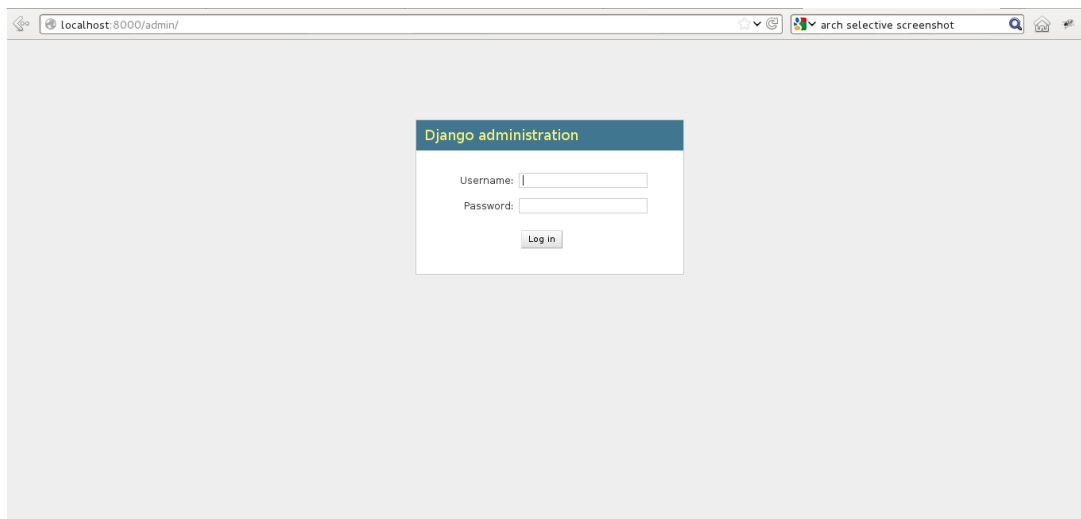 localhost:8000/admin/
arch selective screenshot
Django administration
Username:
Password:
Log in